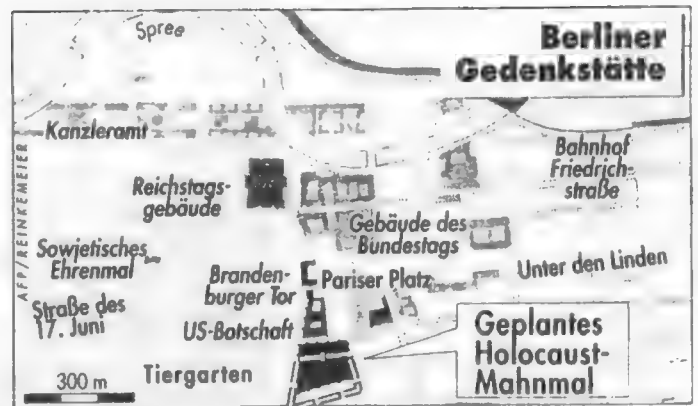 Spree
Berliner
Gedenkstätte
Kanzleramt
Bahnhof
Friedrich-
straße
Reichstags-
gebäude
Gebäude des
Bundestags
Sowjetisches
Ehrenmal
Branden-
burger Tor
Pariser Platz
Unter den Linden
Straße des
17. Juni
US-Botschaft
Geplantes
Holocaust-
Mahnmal
Tiergarten
300 m
AFP/REINKEMEIER